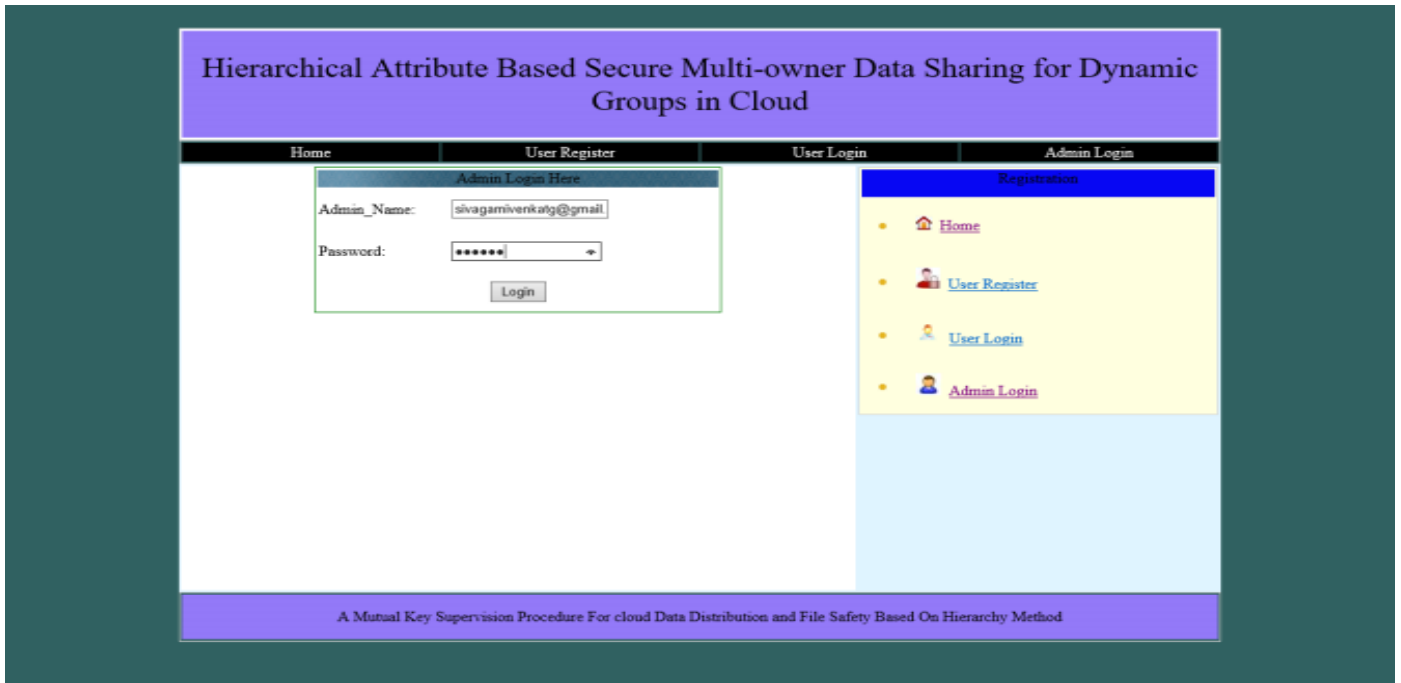 Hierarchical Attribute Based Secure Multi-owner Data Sharing for Dynamic
Groups in Cloud
Home User Register User Login Admin Login
Admin Login Here
Admin_Name: sivagamivenkatg@gmail.
Password: ••••••
Login
Registration
Home
User Register
User Login
Admin Login
A Mutual Key Supervision Procedure For cloud Data Distribution and File Safety Based On Hierarchy Method